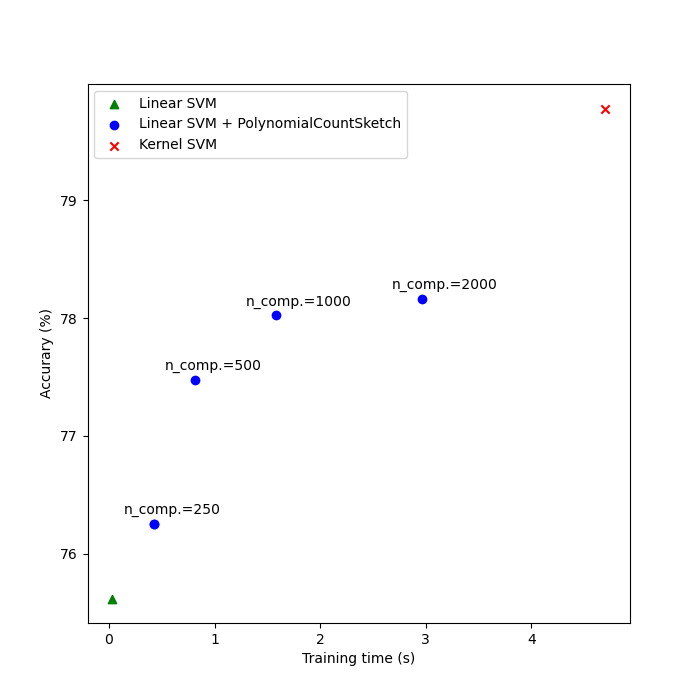 Linear SVM
Linear SVM + PolynomialCountSketch
Kernel SVM
79
n_comp.=2000
n_comp.=1000
78
n_comp.=500
77
n_comp.=250
76
Accurary (%)
0 1 2 3 4
Training time (s)